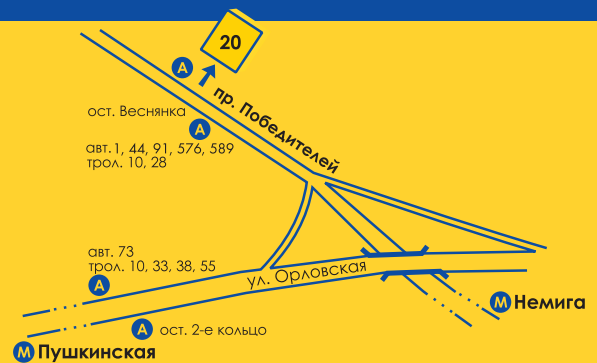 20
А
пр. Победителей
ост. Веснянка
А
авт. 1, 44, 91, 576, 589
трол. 10, 28
авт. 73
трол. 10, 33, 38, 55
А
ул. Орловская
М Немига
А ост. 2-е кольцо
М Пушкинская